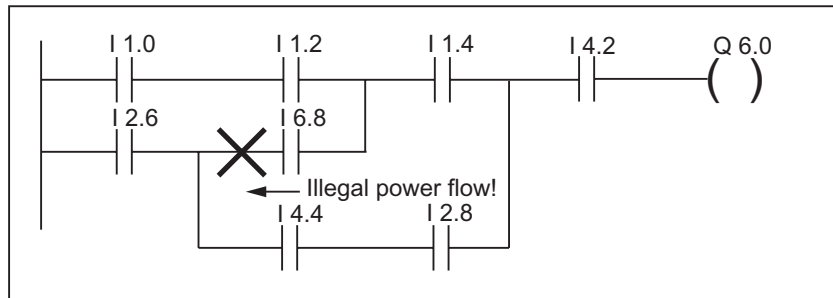 I 1.0
I 1.2
I 1.4
I 4.2
Q 6.0
( )
I 2.6
I 6.8
Illegal power flow!
I 4.4
I 2.8